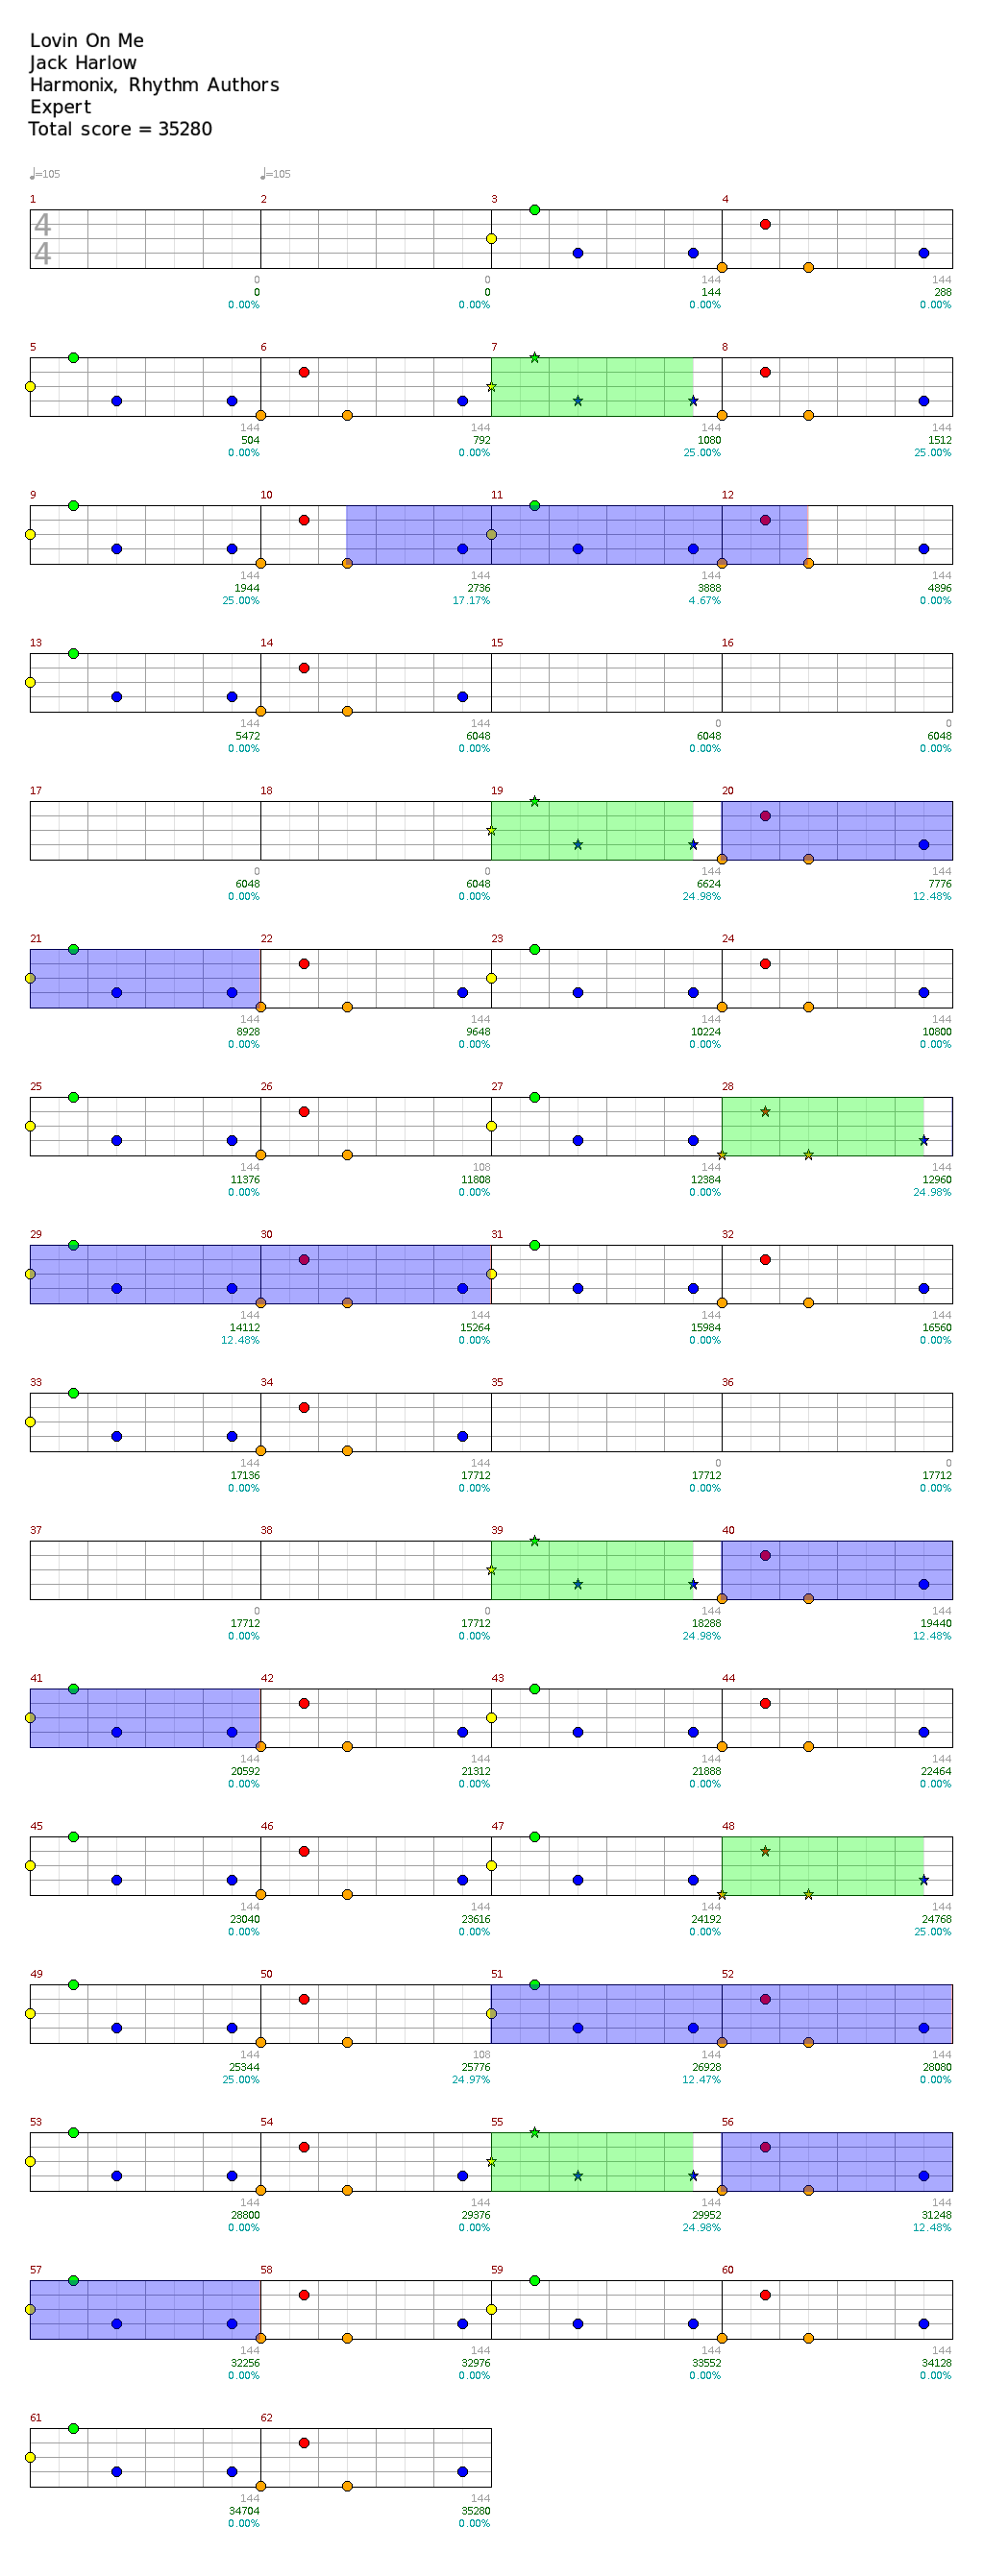 Lovin On Me
Jack Harlow
Harmonix, Rhythm Authors
Expert
Total score = 35280
♩=105 ♩=105
1 2 3 4
4
4
0 0 144 144
0 0 144 288
0.00% 0.00% 0.00% 0.00%
5 6 7 8
144 144 144 144
504 792 1080 1512
0.00% 0.00% 25.00% 25.00%
9 10 11 12
144 144 144 144
1944 2736 3888 4896
25.00% 17.17% 4.67% 0.00%
13 14 15 16
144 144 0 0
5472 6048 6048 6048
0.00% 0.00% 0.00% 0.00%
17 18 19 20
0 0 144 144
6048 6048 6624 7776
0.00% 0.00% 24.98% 12.48%
21 22 23 24
144 144 144 144
8928 9648 10224 10800
0.00% 0.00% 0.00% 0.00%
25 26 27 28
144 108 144 144
11376 11808 12384 12960
0.00% 0.00% 0.00% 24.98%
29 30 31 32
144 144 144 144
14112 15264 15984 16560
12.48% 0.00% 0.00% 0.00%
33 34 35 36
144 144 0 0
17136 17712 17712 17712
0.00% 0.00% 0.00% 0.00%
37 38 39 40
0 0 144 144
17712 17712 18288 19440
0.00% 0.00% 24.98% 12.48%
41 42 43 44
144 144 144 144
20592 21312 21888 22464
0.00% 0.00% 0.00% 0.00%
45 46 47 48
144 144 144 144
23040 23616 24192 24768
0.00% 0.00% 0.00% 25.00%
49 50 51 52
144 108 144 144
25344 25776 26928 28080
25.00% 24.97% 12.47% 0.00%
53 54 55 56
144 144 144 144
28800 29376 29952 31248
0.00% 0.00% 24.98% 12.48%
57 58 59 60
144 144 144 144
32256 32976 33552 34128
0.00% 0.00% 0.00% 0.00%
61 62
144 144
34704 35280
0.00% 0.00%